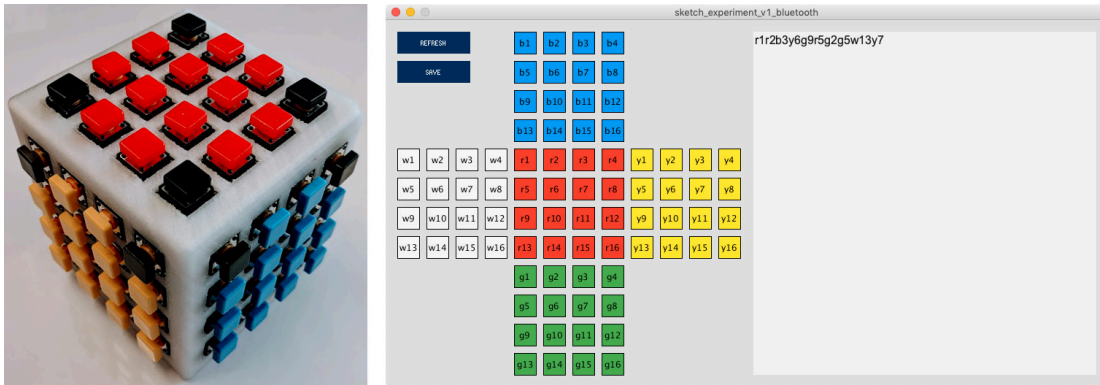 sketch_experiment_v1_bluetooth
REFRESH b1 b2 b3 b4 r1r2b3y6g9r5g2g5w13y7
SAVE b5 b6 b7 b8
b9 b10 b11 b12
b13 b14 b15 b16
w1 w2 w3 w4 r1 r2 r3 r4 y1 y2 y3 y4
w5 w6 w7 w8 r5 r6 r7 r8 y5 y6 y7 y8
w9 w10 w11 w12 r9 r10 r11 r12 y9 y10 y11 y12
w13 w14 w15 w16 r13 r14 r15 r16 y13 y14 y15 y16
g1 g2 g3 g4
g5 g6 g7 g8
g9 g10 g11 g12
g13 g14 g15 g16